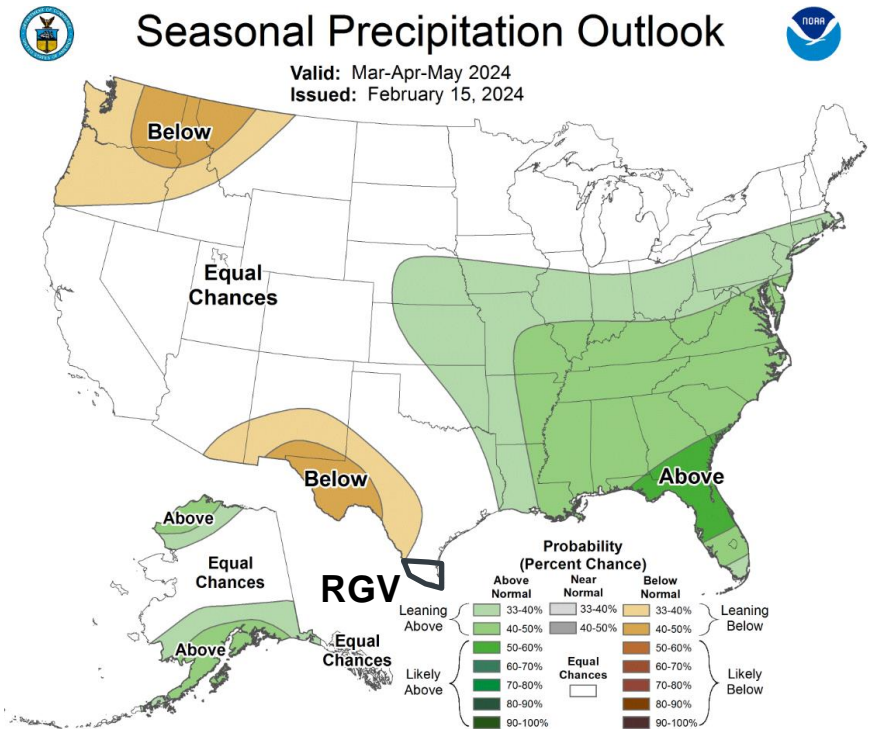 Seasonal Precipitation Outlook
NOAA
Valid: Mar-Apr-May 2024
Issued: February 15, 2024
Below
Equal
Chances
Below
Above
Above
Equal
Chances
Above
Equal
Chances
RGV
Probability
(Percent Chance)
Above
Normal
Near
Normal
Below
Normal
Leaning
Above
33-40%
33-40%
33-40%
Leaning
Below
40-50%
40-50%
40-50%
Likely
Above
50-60%
60-70%
70-80%
80-90%
90-100%
Equal
Chances
50-60%
60-70%
70-80%
80-90%
90-100%
Likely
Below